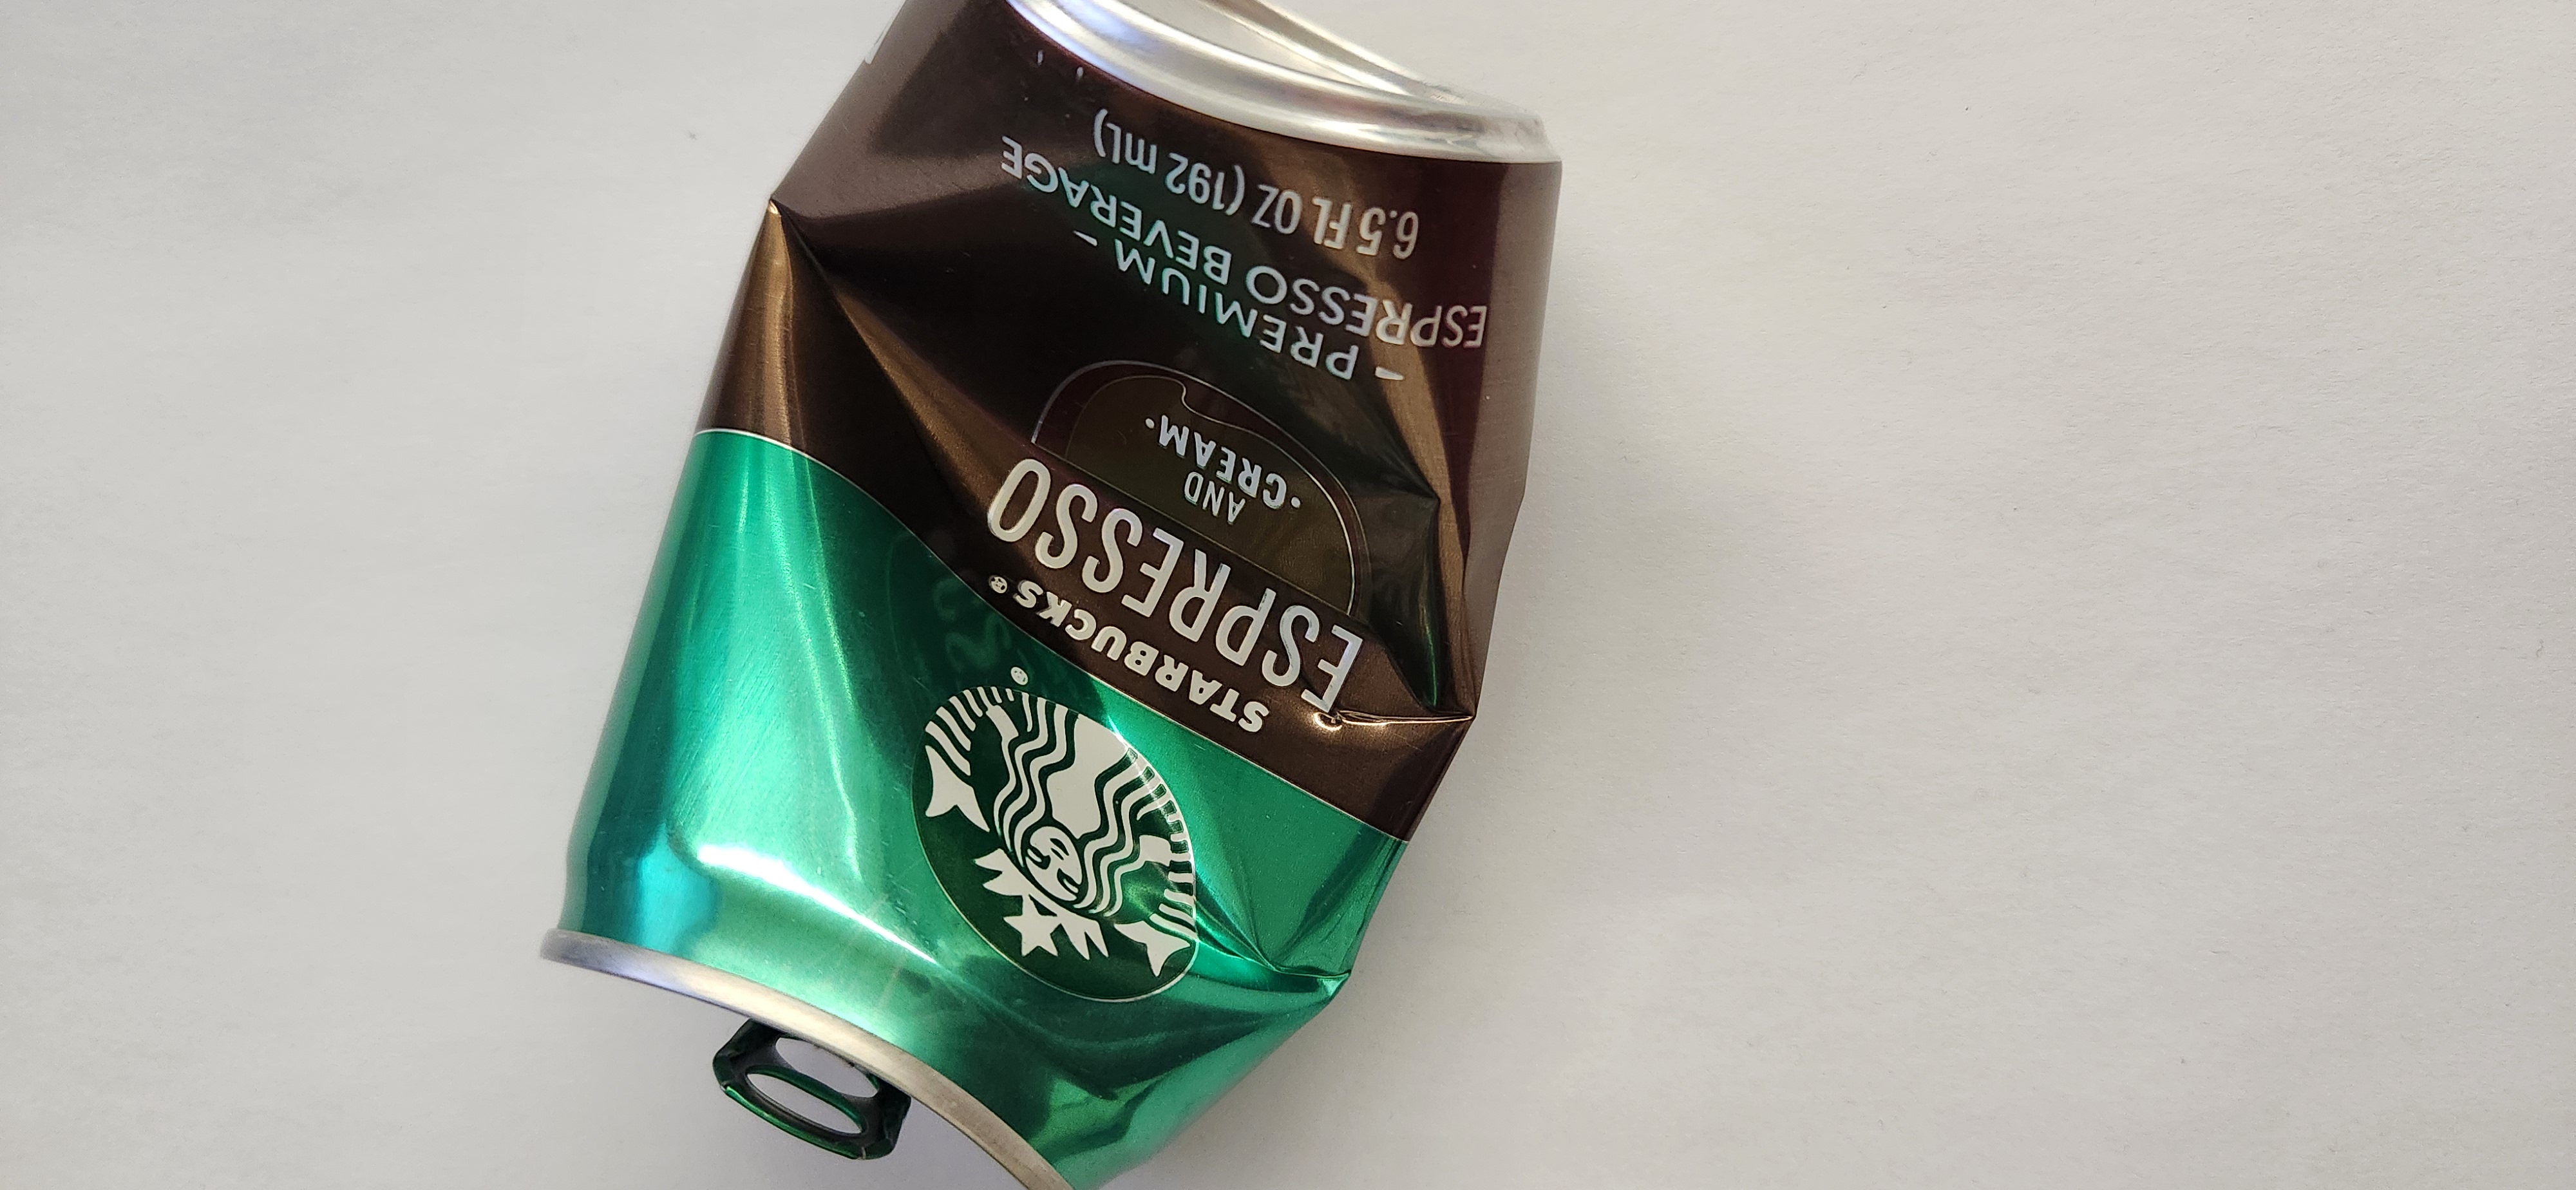 STARBUCKS®
ESPRESSO
AND
·CREAM·
– PREMIUM –
ESPRESSO BEVERAGE
6.5 FL OZ (192 mL)